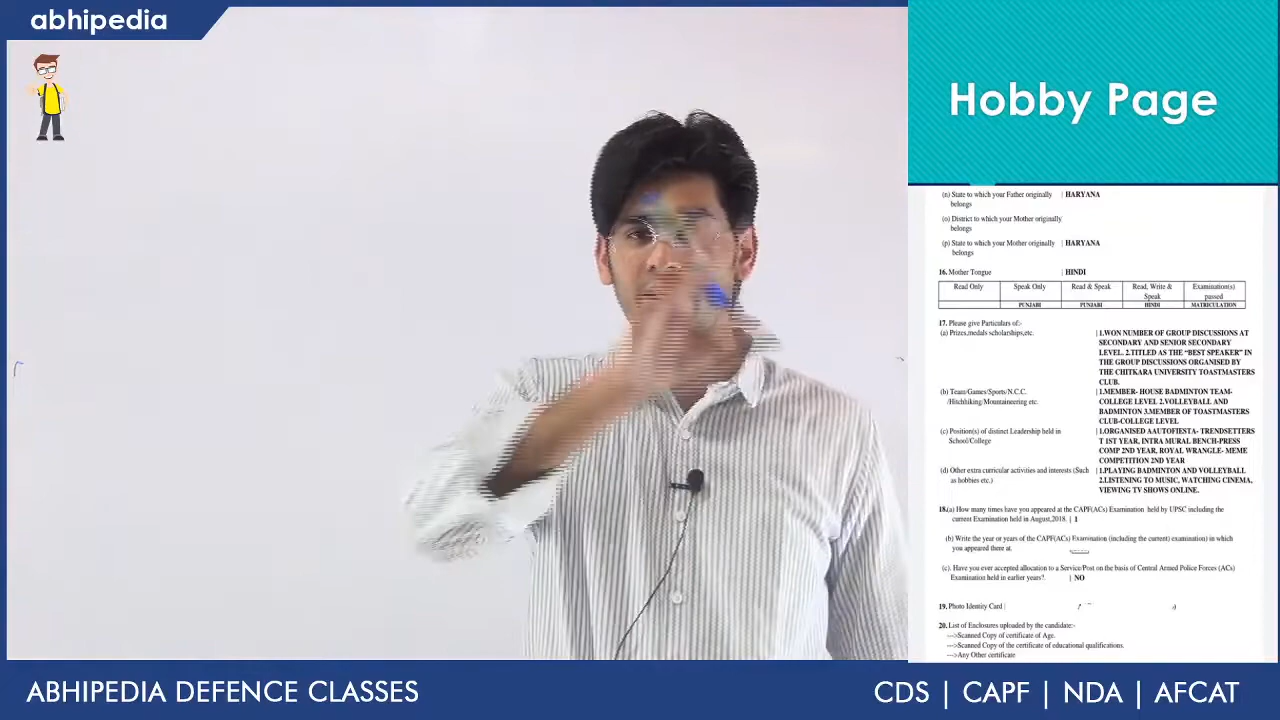 abhipedia
Hobby Page
(n) State to which your Father originally | HARYANA
belongs
(o) District to which your Mother originally
belongs
(p) State to which your Mother originally | HARYANA
belongs
16. Mother Tongue | HINDI
Read Only Speak Only Read & Speak Read, Write & Examination(s)
Speak passed
PUNJABI PUNJABI HINDI MATRICULATION
17. Please give Particulars of:-
(a) Prizes,medals scholarships,etc. | 1.WON NUMBER OF GROUP DISCUSSIONS AT
SECONDARY AND SENIOR SECONDARY
LEVEL. 2.TITLED AS THE "BEST SPEAKER" IN
THE GROUP DISCUSSIONS ORGANISED BY
THE CHITKARA UNIVERSITY TOASTMASTERS
CLUB.
(b) Team/Games/Sports/N.C.C. | 1.MEMBER- HOUSE BADMINTON TEAM-
/Hitchhiking/Mountaineering etc. COLLEGE LEVEL 2.VOLLEYBALL AND
BADMINTON 3.MEMBER OF TOASTMASTERS
CLUB-COLLEGE LEVEL
(c) Position(s) of distinct Leadership held in | 1.ORGANISED AAUTOFIESTA- TRENDSETTERS
School/College T 1ST YEAR, INTRA MURAL BENCH-PRESS
COMP 2ND YEAR, ROYAL WRANGLE- MEME
COMPETITION 2ND YEAR
(d) Other extra curricular activities and interests (Such | 1.PLAYING BADMINTON AND VOLLEYBALL
as hobbies etc.) 2.LISTENING TO MUSIC, WATCHING CINEMA,
VIEWING TV SHOWS ONLINE.
18.(a) How many times have you appeared at the CAPF(ACs) Examination held by UPSC including the
current Examination held in August,2018. | 1
(b) Write the year or years of the CAPF(ACs) Examination (including the current) examination) in which
you appeared there at.
(c). Have you ever accepted allocation to a Service/Post on the basis of Central Armed Police Forces (ACs)
Examination held in earlier years?. | NO
19. Photo Identity Card |
20. List of Enclosures uploaded by the candidate:-
--->Scanned Copy of certificate of Age.
--->Scanned Copy of the certificate of educational qualifications.
--->Any Other certificate
ABHIPEDIA DEFENCE CLASSES
CDS | CAPF | NDA | AFCAT